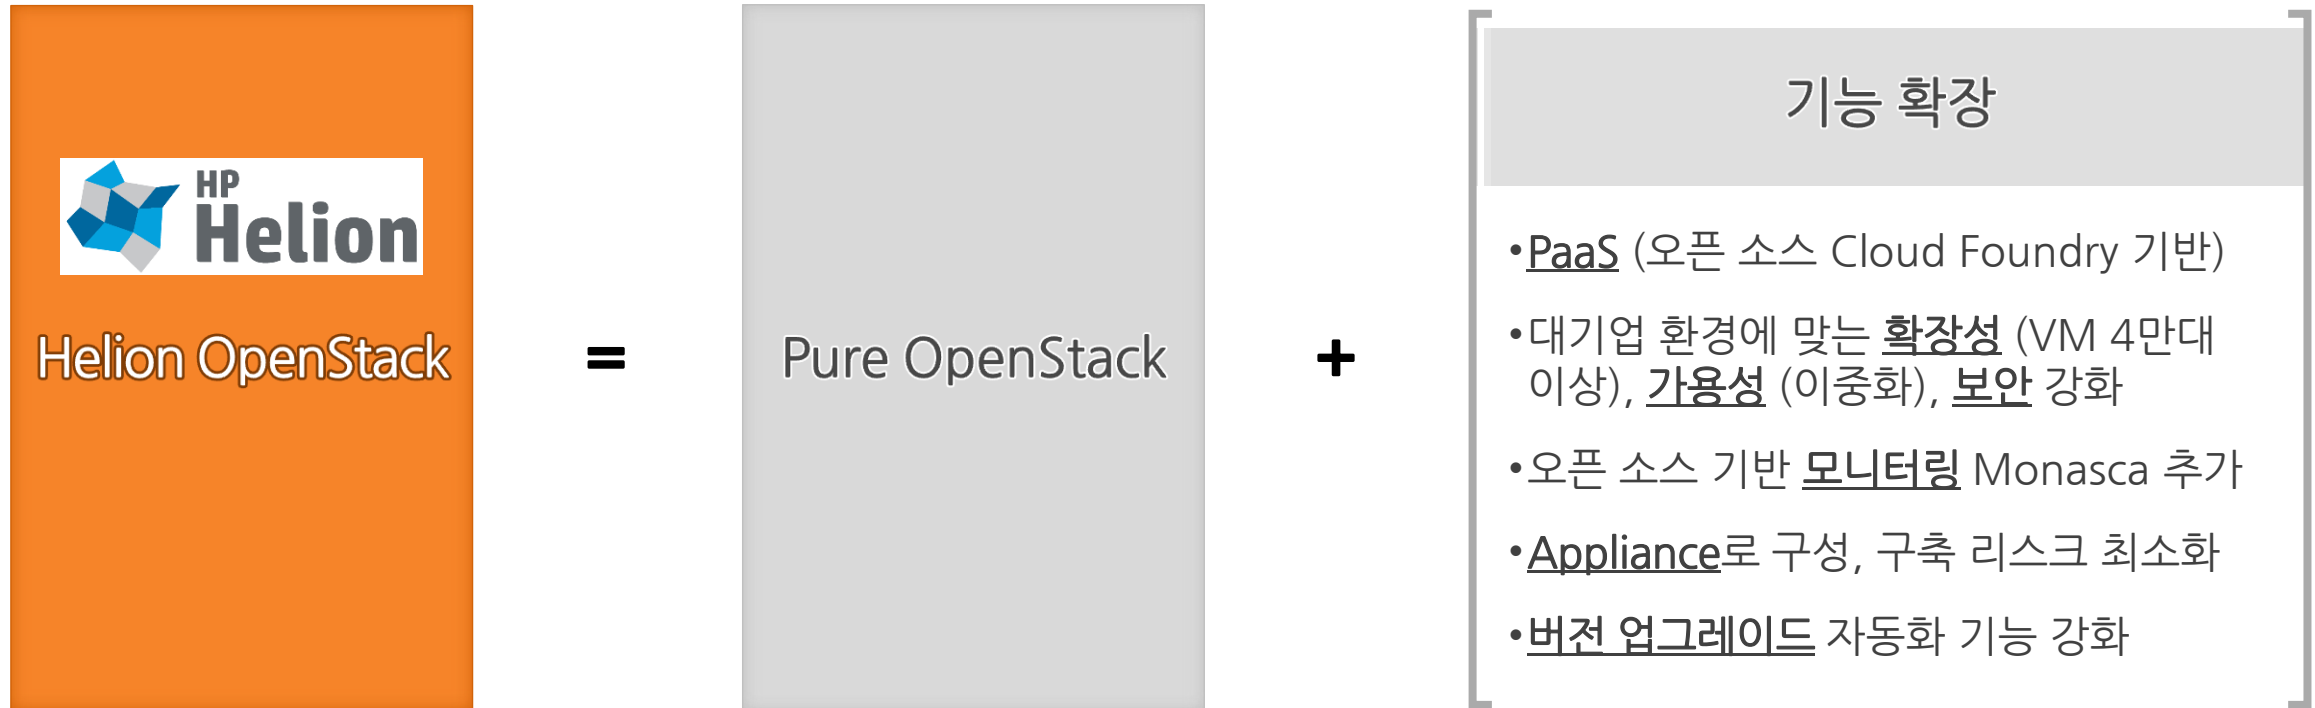 HP
Helion
Helion OpenStack
=
Pure OpenStack
+
기능 확장
•PaaS (오픈 소스 Cloud Foundry 기반)
•대기업 환경에 맞는 확장성 (VM 4만대
이상), 가용성 (이중화), 보안 강화
•오픈 소스 기반 모니터링 Monasca 추가
•Appliance로 구성, 구축 리스크 최소화
•버전 업그레이드 자동화 기능 강화